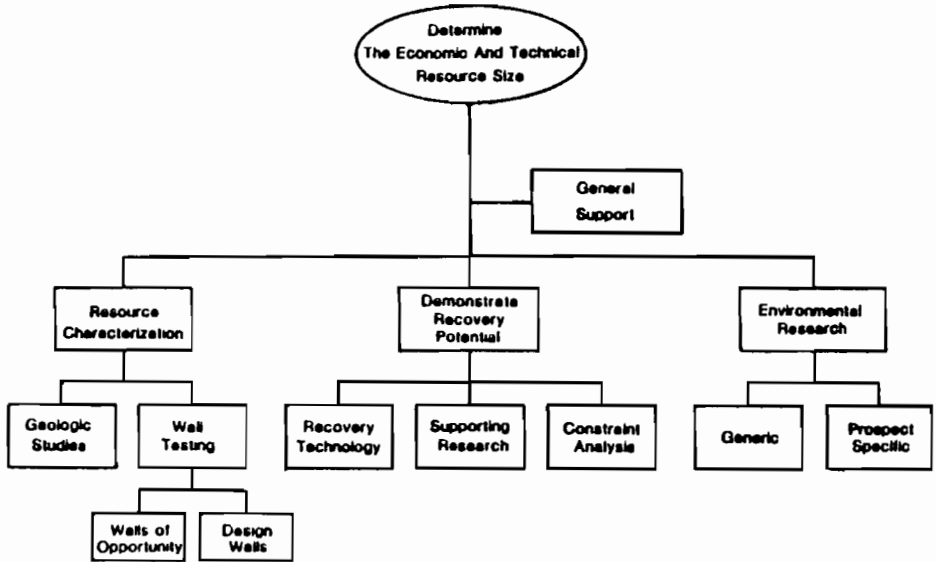 Determine
The Economic And Technical
Resource Size
General
Support
Resource
Characterization
Demonstrate
Recovery
Potential
Environmental
Research
Geologic
Studies
Well
Testing
Recovery
Technology
Supporting
Research
Constraint
Analysis
Generic
Prospect
Specific
Wells of
Opportunity
Design
Wells